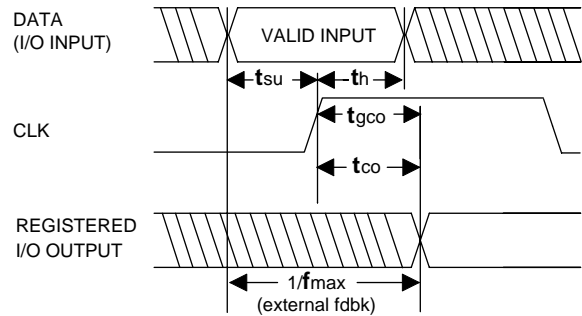 DATA
(I/O INPUT)
VALID INPUT
tsu
th
CLK
tgco
tco
REGISTERED
I/O OUTPUT
1/fmax
(external fdbk)